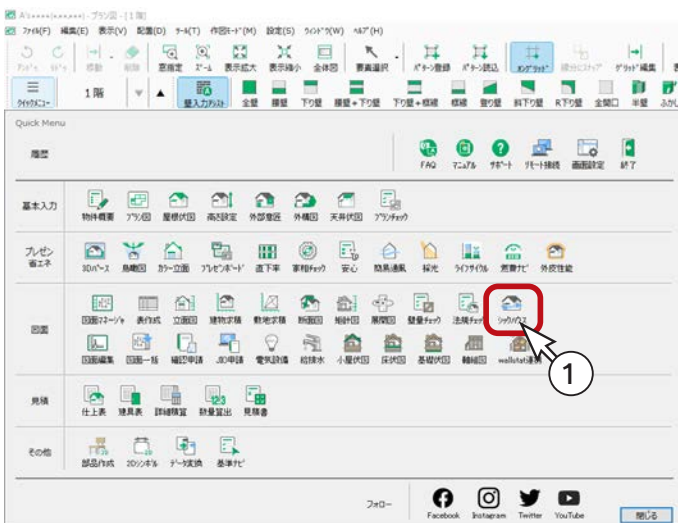 A's+++++(x,x,x,x,x) - プラン図 - [1 階]
ファイル(F) 編集(E) 表示(V) 配置(D) ツール(T) 作図モード(M) 設定(S) ウィンドウ(W) ヘルプ(H)
窓指定 ズーム 表示拡大 表示縮小 全体図 要素選択 パターン登録 パターン読込 グリッド編集
クイックメニュー 1 階 壁入力アシスト 全壁 腰壁 下り壁 腰壁+下り壁 下り壁+框線 框線 登り壁 斜下り壁 R下り壁 全開口 半壁 ふかし
Quick Menu
履歴 FAQ マニュアル サポート リモート接続 画面設定 終了
基本入力 物件概要 プラン図 屋根伏図 高さ設定 外部意匠 外構図 天井伏図 プランチェック
プレゼン 省エネ 3Dパース 鳥瞰図 カラー立面 プレゼンボード 直下率 家相チェック 安心 簡易通風 採光 ライフサイクル 燃費ナビ 外皮性能
図面 図面マネージャ 表作成 立面図 建物求積 敷地求積 断面図 矩計図 展開図 壁量チェック 法規チェック シックハウス
図面編集 図面一括 確認申請 JIO申請 電気設備 給排水 小屋伏図 床伏図 基礎伏図 軸組図 wallstat連携
1
見積 仕上表 建具表 詳細積算 数量算出 見積書
その他 部品作成 2Dシンボル データ変換 基準ナビ
フォロー Facebook Instagram Twitter YouTube 閉じる